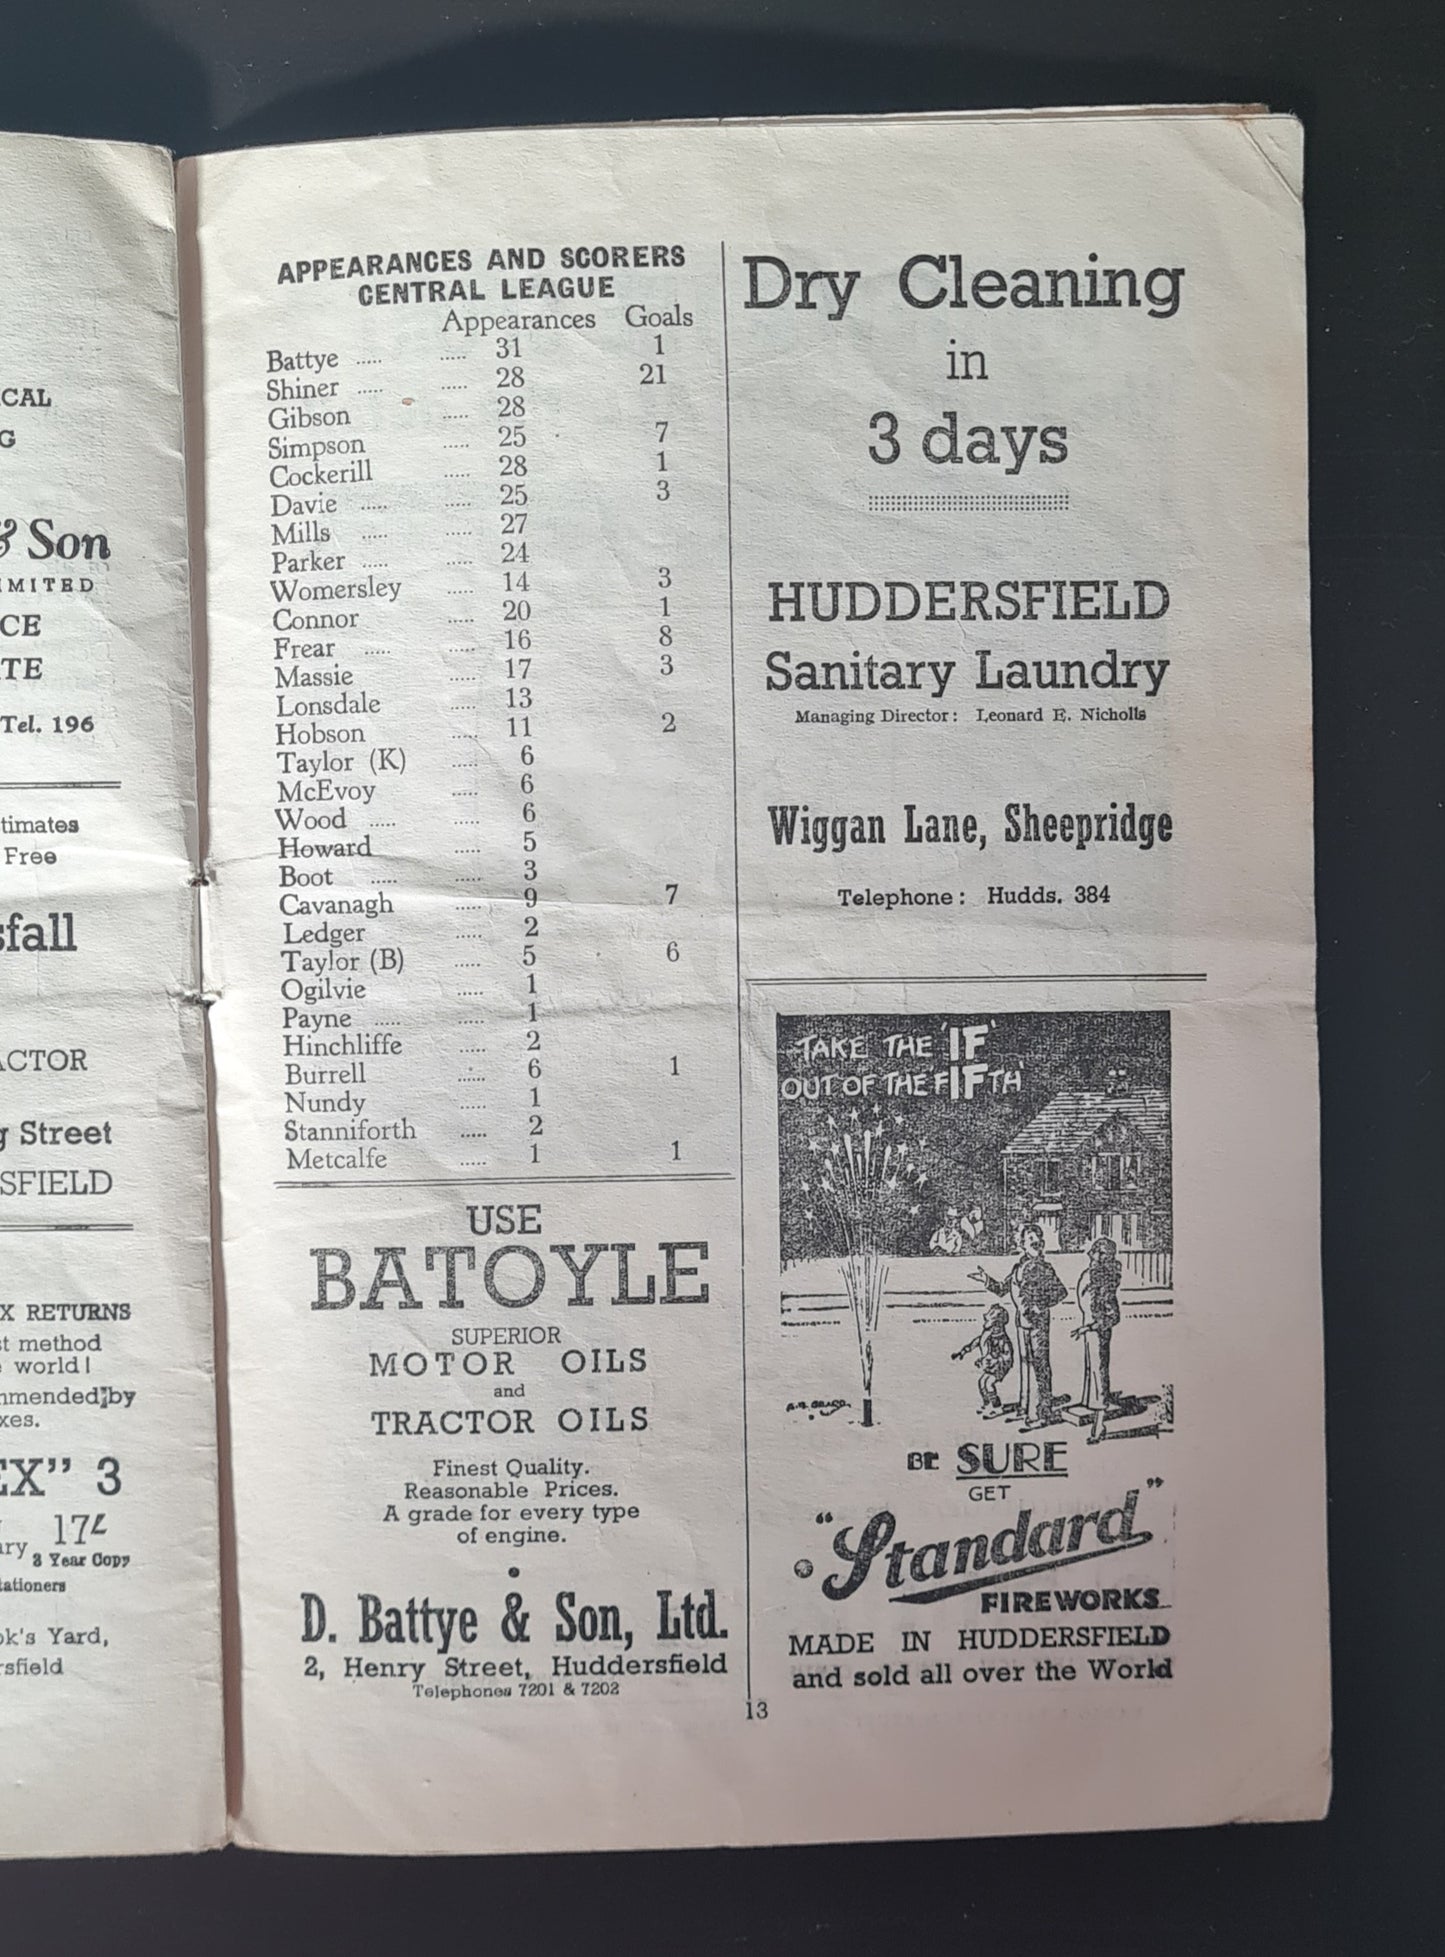 CAL
G
& Son
IMITED
CE
TE
Tel. 196
timates
Free
sfall
ACTOR
g Street
SFIELD
X RETURNS
st method
world!
mmended by
xes.
EX" 3
17/-
ary
3 Year Copy
tationers
ok's Yard,
rsfield
APPEARANCES AND SCORERS
CENTRAL LEAGUE
Appearances Goals
Battye ..... ..... 31 1
Shiner ..... ..... 28 21
Gibson ..... 28
Simpson ..... 25 7
Cockerill ..... 28 1
Davie ..... ..... 25 3
Mills ..... ..... 27
Parker ..... ..... 24
Womersley ..... 14 3
Connor ..... 20 1
Frear ..... ..... 16 8
Massie ..... 17 3
Lonsdale ..... 13
Hobson ..... 11 2
Taylor (K) ..... 6
McEvoy ..... 6
Wood ..... ..... 6
Howard ..... 5
Boot ..... ..... 3
Cavanagh ..... 9 7
Ledger ..... 2
Taylor (B) ..... 5 6
Ogilvie ..... 1
Payne ..... ..... 1
Hinchliffe ..... 2
Burrell ...... 6 1
Nundy ..... 1
Stanniforth ..... 2
Metcalfe ..... 1 1
USE
BATOYLE
SUPERIOR
MOTOR OILS
and
TRACTOR OILS
Finest Quality.
Reasonable Prices.
A grade for every type
of engine.
D. Battye & Son, Ltd.
2, Henry Street, Huddersfield
Telephones 7201 & 7202
Dry Cleaning
in
3 days
HUDDERSFIELD
Sanitary Laundry
Managing Director: Leonard E. Nicholls
Wiggan Lane, Sheepridge
Telephone: Hudds. 384
TAKE THE 'IF'
OUT OF THE 'FIFTH'
BE SURE
GET
"Standard"
FIREWORKS
MADE IN HUDDERSFIELD
and sold all over the World
13